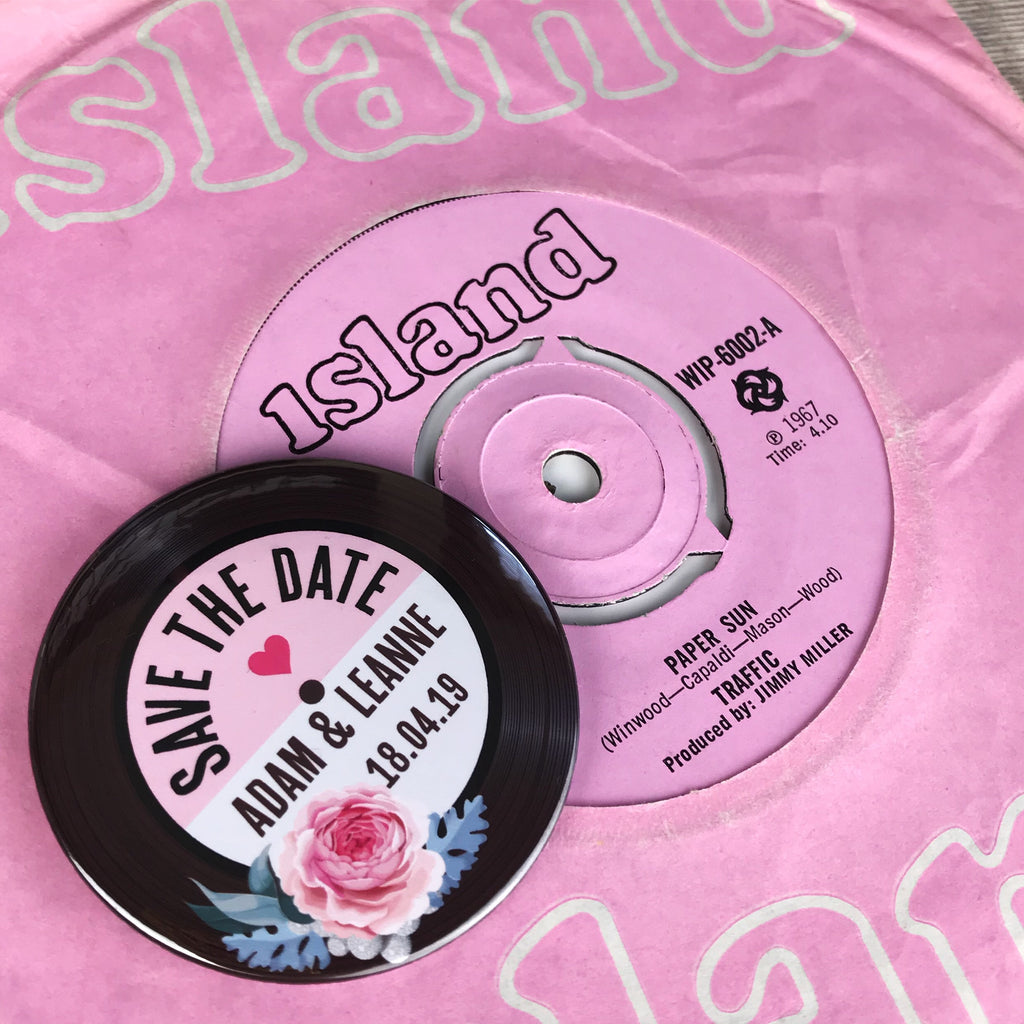 Island
Island
WIP-6002-A
℗ 1967
Time: 4.10
PAPER SUN
(Winwood—Capaldi—Mason—Wood)
TRAFFIC
Produced by: JIMMY MILLER
SAVE THE DATE
ADAM & LEANNE
18.04.19